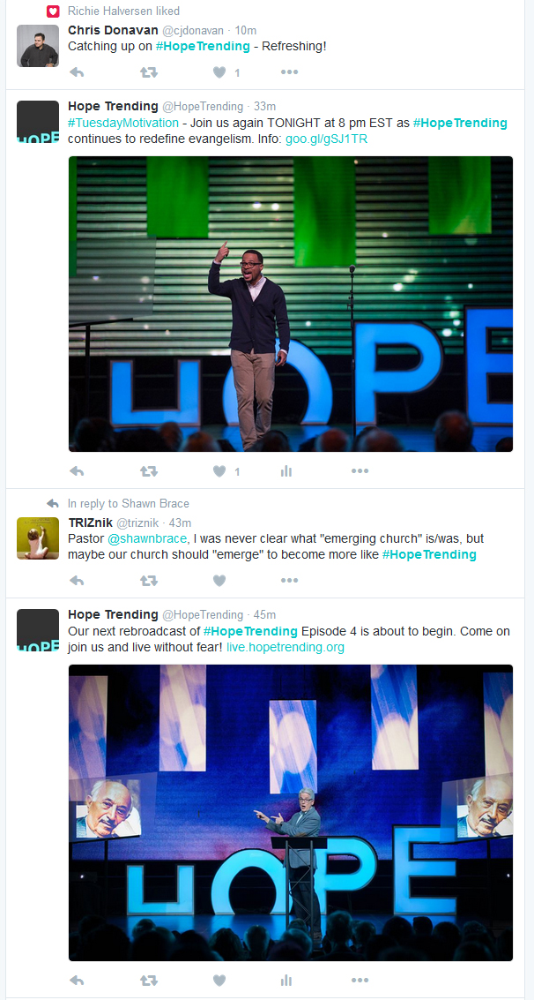 Richie Halversen liked
Chris Donavan @cjdonavan · 10m
Catching up on #HopeTrending - Refreshing!
1
Hope Trending @HopeTrending · 33m
#TuesdayMotivation - Join us again TONIGHT at 8 pm EST as #HopeTrending
continues to redefine evangelism. Info: goo.gl/gSJ1TR
HOPE
HOPE
1
In reply to Shawn Brace
TRIZnik @triznik · 43m
Pastor @shawnbrace, I was never clear what "emerging church" is/was, but
maybe our church should "emerge" to become more like #HopeTrending
Hope Trending @HopeTrending · 45m
Our next rebroadcast of #HopeTrending Episode 4 is about to begin. Come on
join us and live without fear! live.hopetrending.org
HOPE
HOPE